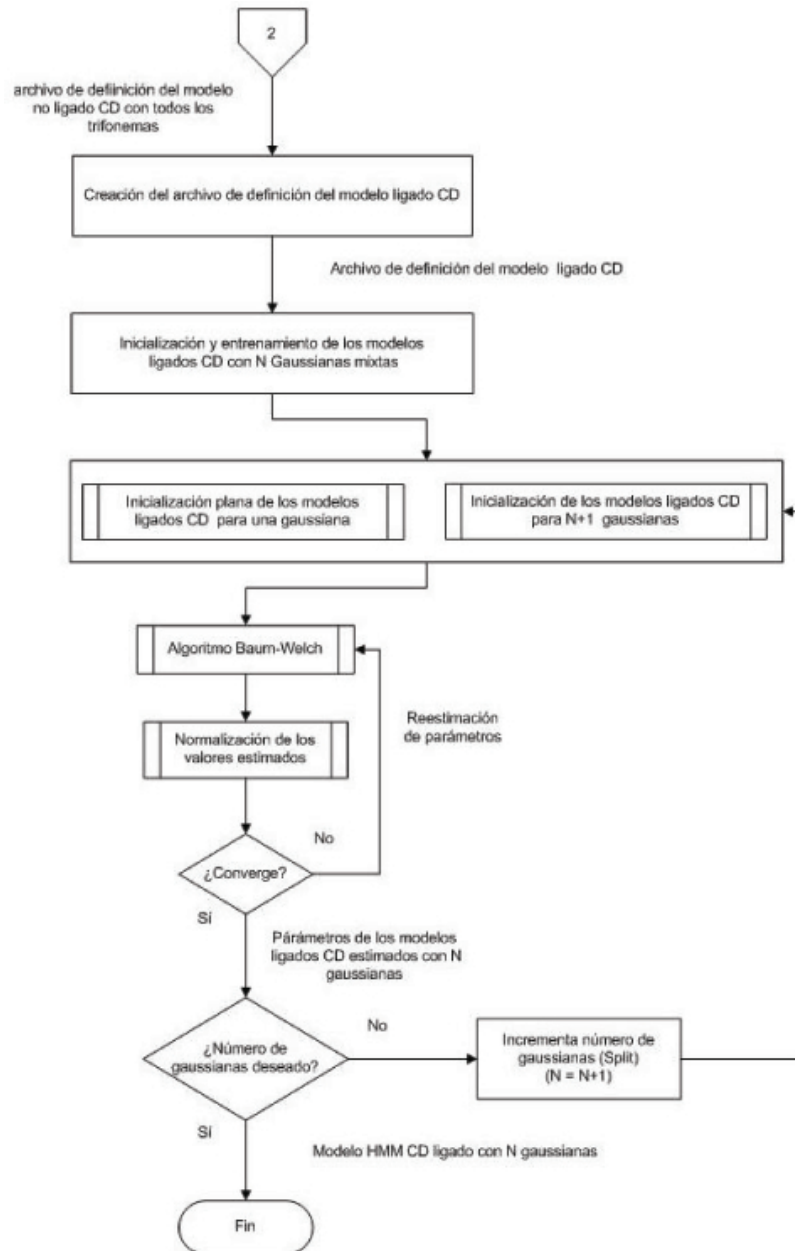 2
archivo de defiinición del modelo
no ligado CD con todos los
trifonemas
Creación del archivo de definición del modelo ligado CD
Archivo de definición del modelo ligado CD
Inicialización y entrenamiento de los modelos
ligados CD con N Gaussianas mixtas
Inicialización plana de los modelos
ligados CD para una gaussiana
Inicialización de los modelos ligados CD
para N+1 gaussianas
Algoritmo Baum-Welch
Reestimación
de parámetros
Normalización de los
valores estimados
No
¿Converge?
Sí
Párámetros de los modelos
ligados CD estimados con N
gaussianas
No
¿Número de
gaussianas deseado?
Incrementa número de
gaussianas (Split)
(N = N+1)
Sí
Modelo HMM CD ligado con N gaussianas
Fin